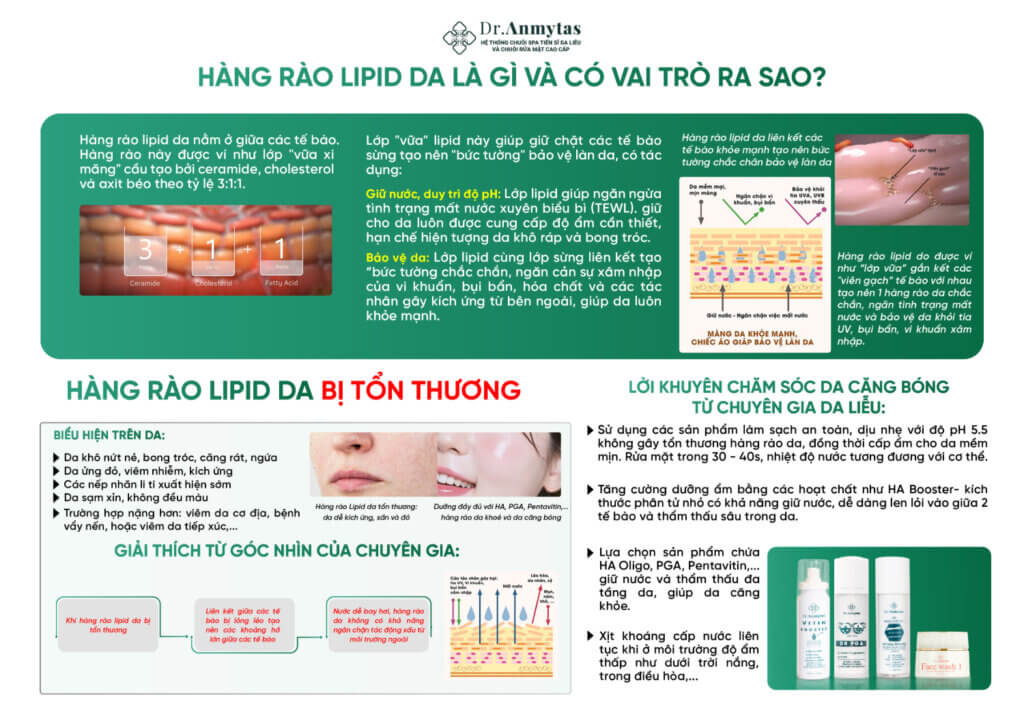 Dr.Anmytas
HỆ THỐNG CHUỖI SPA TIẾN SĨ DA LIỄU
VÀ CHUỖI RỬA MẶT CAO CẤP
HÀNG RÀO LIPID DA LÀ GÌ VÀ CÓ VAI TRÒ RA SAO?
Hàng rào lipid da nằm ở giữa các tế bào.
Hàng rào này được ví như lớp "vữa xi
măng" cấu tạo bởi ceramide, cholesterol
và axit béo theo tỷ lệ 3:1:1.
3 + 1 + 1
Ceramide Cholesterol Fatty Acid
Lớp "vữa" lipid này giúp giữ chặt các tế bào
sừng tạo nên "bức tường" bảo vệ làn da, có tác
dụng:
Giữ nước, duy trì độ pH: Lớp lipid giúp ngăn ngừa
tình trạng mất nước xuyên biểu bì (TEWL). giữ
cho da luôn được cung cấp độ ẩm cần thiết,
hạn chế hiện tượng da khô ráp và bong tróc.
Bảo vệ da: Lớp lipid cùng lớp sừng liên kết tạo
"bức tường chắc chắn, ngăn cản sự xâm nhập
của vi khuẩn, bụi bẩn, hóa chất và các tác
nhân gây kích ứng từ bên ngoài, giúp da luôn
khỏe mạnh.
Hàng rào lipid da liên kết các
tế bào khỏe mạnh tạo nên bức
tường chắc chắn bảo vệ làn da
Da mềm mại,
mịn màng
Ngăn chặn vi
khuẩn, bụi bẩn
Bảo vệ khỏi
tia UVA, UVB
xuyên thấu
Giữ nước - Ngăn chặn việc mất nước
MÀNG DA KHỎE MẠNH,
CHIẾC ÁO GIÁP BẢO VỆ LÀN DA
Hàng rào lipid do được ví
như "lớp vữa" gắn kết các
"viên gạch" tế bào với nhau
tạo nên 1 hàng rào da chắc
chắn, ngăn tình trạng mất
nước và bảo vệ da khỏi tia
UV, bụi bẩn, vi khuẩn xâm
nhập.
HÀNG RÀO LIPID DA BỊ TỔN THƯƠNG
BIỂU HIỆN TRÊN DA:
Da khô nứt nẻ, bong tróc, căng rát, ngứa
Da ửng đỏ, viêm nhiễm, kích ứng
Các nếp nhăn li ti xuất hiện sớm
Da sạm xỉn, không đều màu
Trường hợp nặng hơn: viêm da cơ địa, bệnh
vẩy nến, hoặc viêm da tiếp xúc,...
Hàng rào Lipid da tổn thương:
da dễ kích ứng, sần và đỏ
Dưỡng đầy đủ với HA, PGA, Pentavitin,...
hàng rào da khoẻ và da căng bóng
GIẢI THÍCH TỪ GÓC NHÌN CỦA CHUYÊN GIA:
Khi hàng rào lipid da bị
tổn thương
Liên kết giữa các tế
bào bị lỏng lẻo tạo
nên các khoảng hở
lớn giữa các tế bào
Nước dễ bay hơi, hàng rào
da không có khả năng
ngăn chặn tác động xấu từ
môi trường ngoài
Các tác nhân gây hại:
tia UV, vi khuẩn,
bụi bẩn
xâm nhập
Mất nước
LỜI KHUYÊN CHĂM SÓC DA CĂNG BÓNG
TỪ CHUYÊN GIA DA LIỄU:
Sử dụng các sản phẩm làm sạch an toàn, dịu nhẹ với độ pH 5.5
không gây tổn thương hàng rào da, đồng thời cấp ẩm cho da mềm
mịn. Rửa mặt trong 30 - 40s, nhiệt độ nước tương đương với cơ thể.
Tăng cường dưỡng ẩm bằng các hoạt chất như HA Booster- kích
thước phân tử nhỏ có khả năng giữ nước, dễ dàng len lỏi vào giữa 2
tế bào và thẩm thấu sâu trong da.
Lựa chọn sản phẩm chứa
HA Oligo, PGA, Pentavitin,...
giữ nước và thẩm thấu đa
tầng da, giúp da căng
khỏe.
Xịt khoáng cấp nước liên
tục khi ở môi trường độ ẩm
thấp như dưới trời nắng,
trong điều hòa,...
Dr.Anmytas
Face wash 1